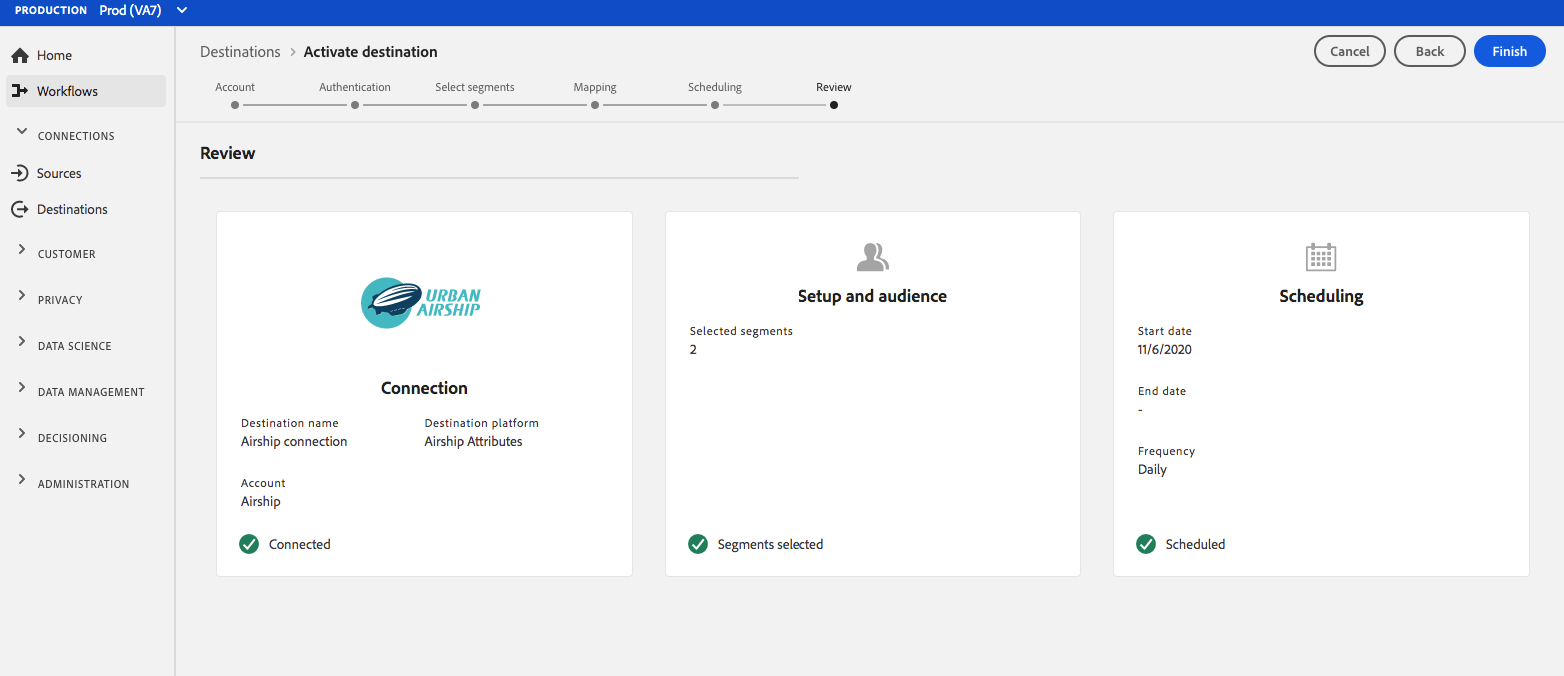 PRODUCTION Prod (VA7)
Home
Workflows
CONNECTIONS
Sources
Destinations
CUSTOMER
PRIVACY
DATA SCIENCE
DATA MANAGEMENT
DECISIONING
ADMINISTRATION
Destinations > Activate destination
Cancel
Back
Finish
Account
Authentication
Select segments
Mapping
Scheduling
Review
Review
URBAN
AIRSHIP
Connection
Destination name
Airship connection
Destination platform
Airship Attributes
Account
Airship
Connected
Setup and audience
Selected segments
2
Segments selected
Scheduling
Start date
11/6/2020
End date
-
Frequency
Daily
Scheduled